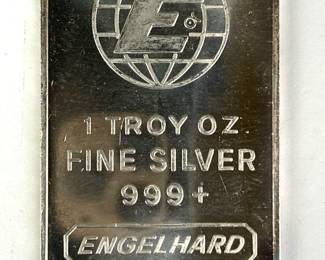 E
1 TROY OZ
FINE SILVER
999+
ENGELHARD